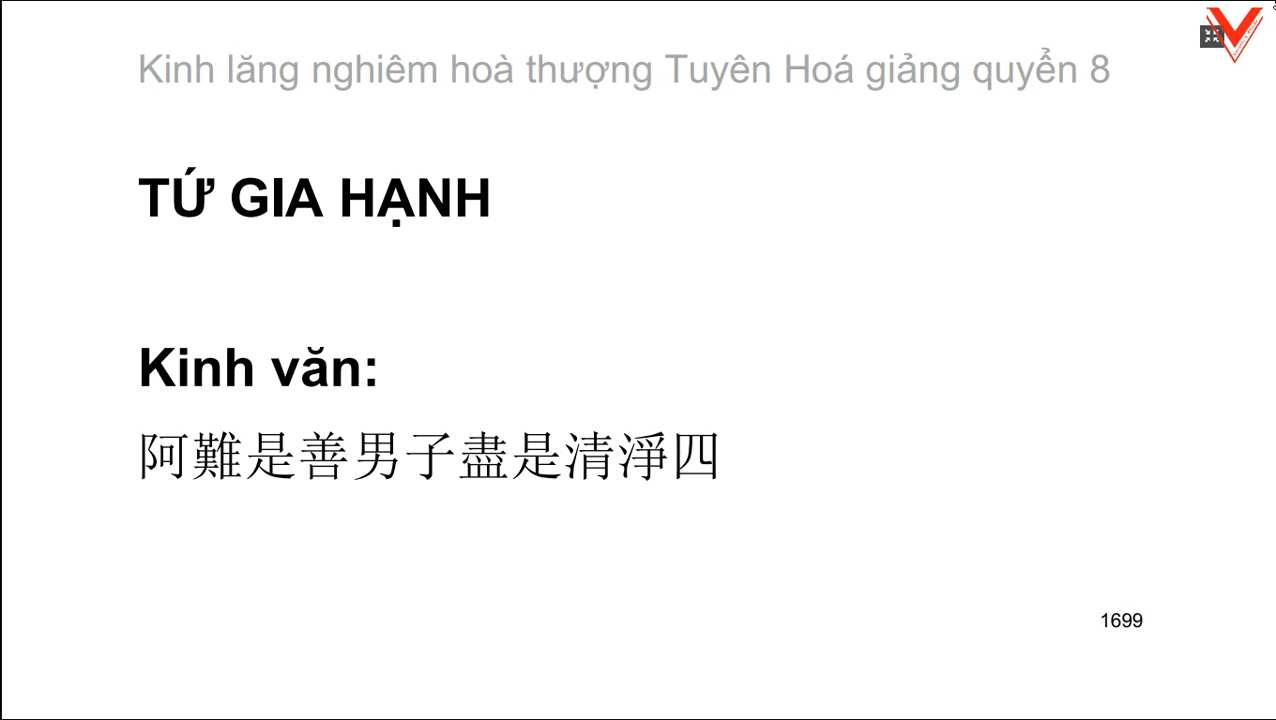 Kinh lăng nghiêm hoà thượng Tuyên Hoá giảng quyển 8
TỨ GIA HẠNH
Kinh văn:
阿難是善男子盡是清淨四
1699